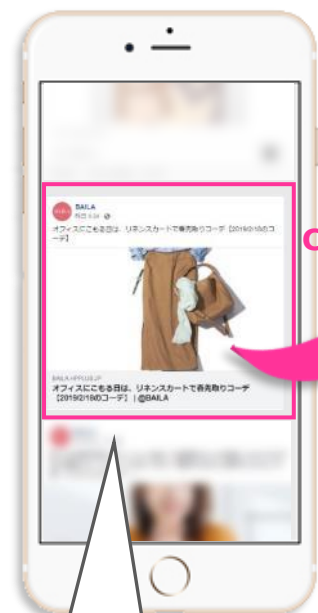 BAILA
オフィスにこもる日は、リネンスカートで春先取りコーデ【2019/2/19のコ
ーデ】
BAILA.HPPLUS.JP
オフィスにこもる日は、リネンスカートで春先取りコーデ
【2019/2/19のコーデ】 | @BAILA